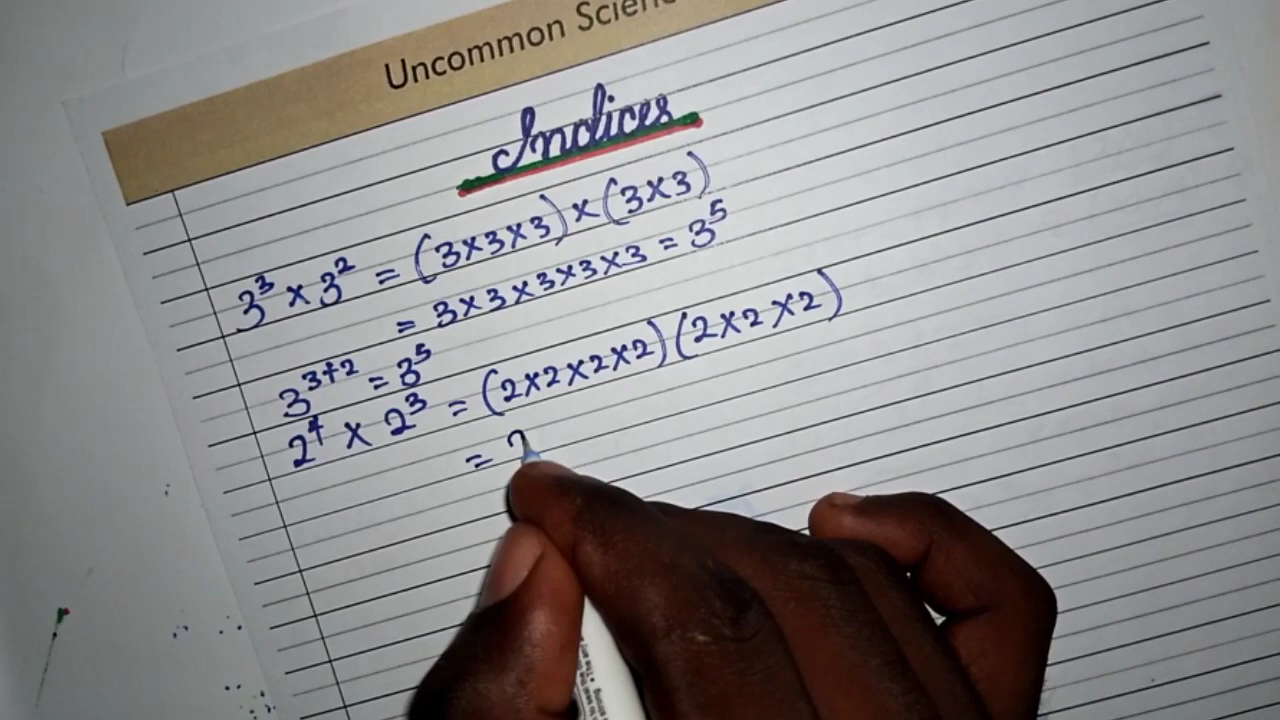 Uncommon
Indices
3³ × 3² = (3×3×3) × (3×3)
= 3×3×3×3×3 = 3⁵
3³⁺² = 3⁵
2⁴ × 2³ = (2×2×2×2)(2×2×2)
= 2